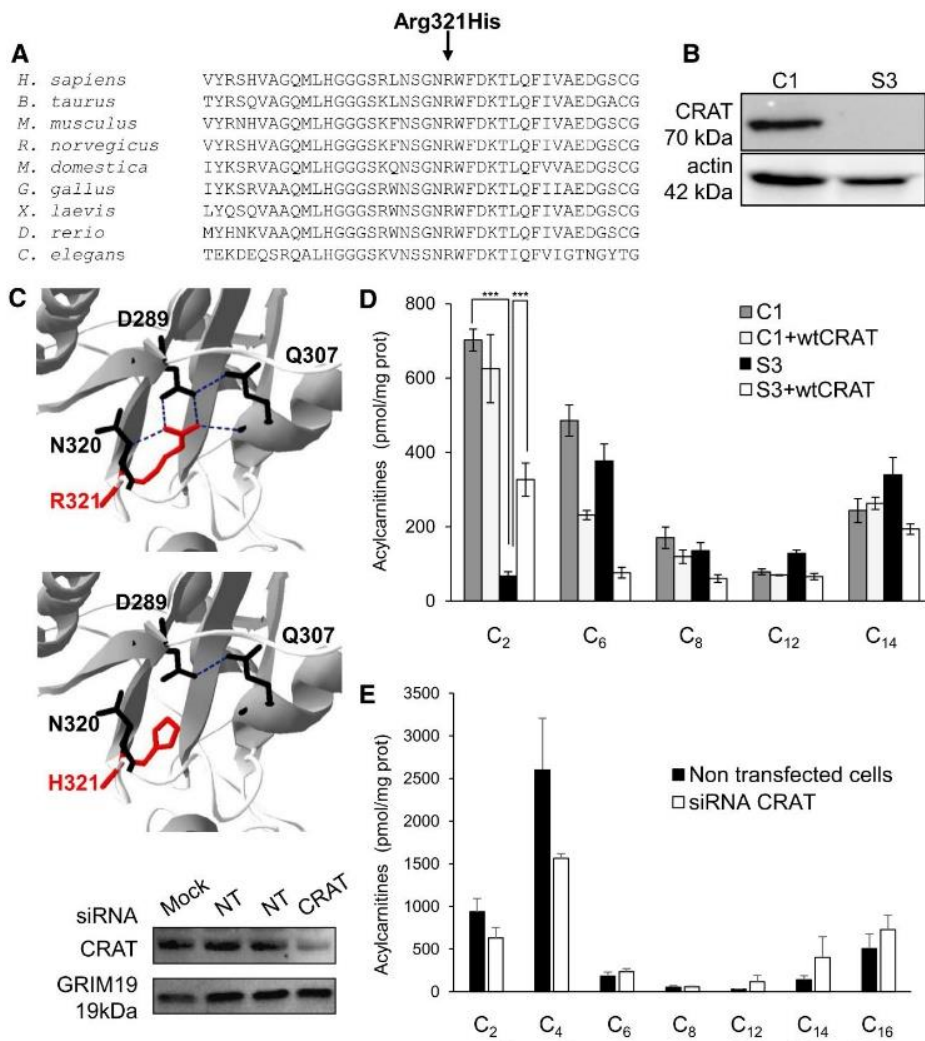 Arg321His
A
H. sapiens VYRSHVAGQMLHGGGSRLNSGNRWFDKTLQFIVAEDGSCG
B. taurus TYRSQVAGQMLHGGGSKLNSGNRWFDKTLQFIVAEDGACG
M. musculus VYRNHVAGQMLHGGGSKFNSGNRWFDKTLQFIVAEDGSCG
R. norvegicus VYRNHVAGQMLHGGGSKFNSGNRWFDKTLQFIVAEDGSCG
M. domestica IYKSRVAGQMLHGGGSKQNSGNRWFDKTLQFVVAEDGSCG
G. gallus IYKSRVAAQMLHGGGSKWNSGNRWFDKTLQFIIAEDGSCG
X. laevis LYQSQVAAQMLHGGGSRWNSGNRWFDKTLQFIVAEDGSCG
D. rerio MYHNKVAAQMLHGGGSRWNSGNRWFDKTLQFIVAEDGSCG
C. elegans TEKDEQSRQALHGGGSKVNSSNRWFDKTIQFVIGTNGYTG
B
C1 S3
CRAT
70 kDa
actin
42 kDa
C
D289
Q307
N320
R321
D289
Q307
N320
H321
siRNA Mock NT NT CRAT
CRAT
GRIM19
19kDa
D
Acylcarnitines (pmol/mg prot)
800
600
400
200
0
*** ***
C1
C1+wtCRAT
S3
S3+wtCRAT
C2 C6 C8 C12 C14
E
Acylcarnitines (pmol/mg prot)
3500
3000
2500
2000
1500
1000
500
0
Non transfected cells
siRNA CRAT
C2 C4 C6 C8 C12 C14 C16